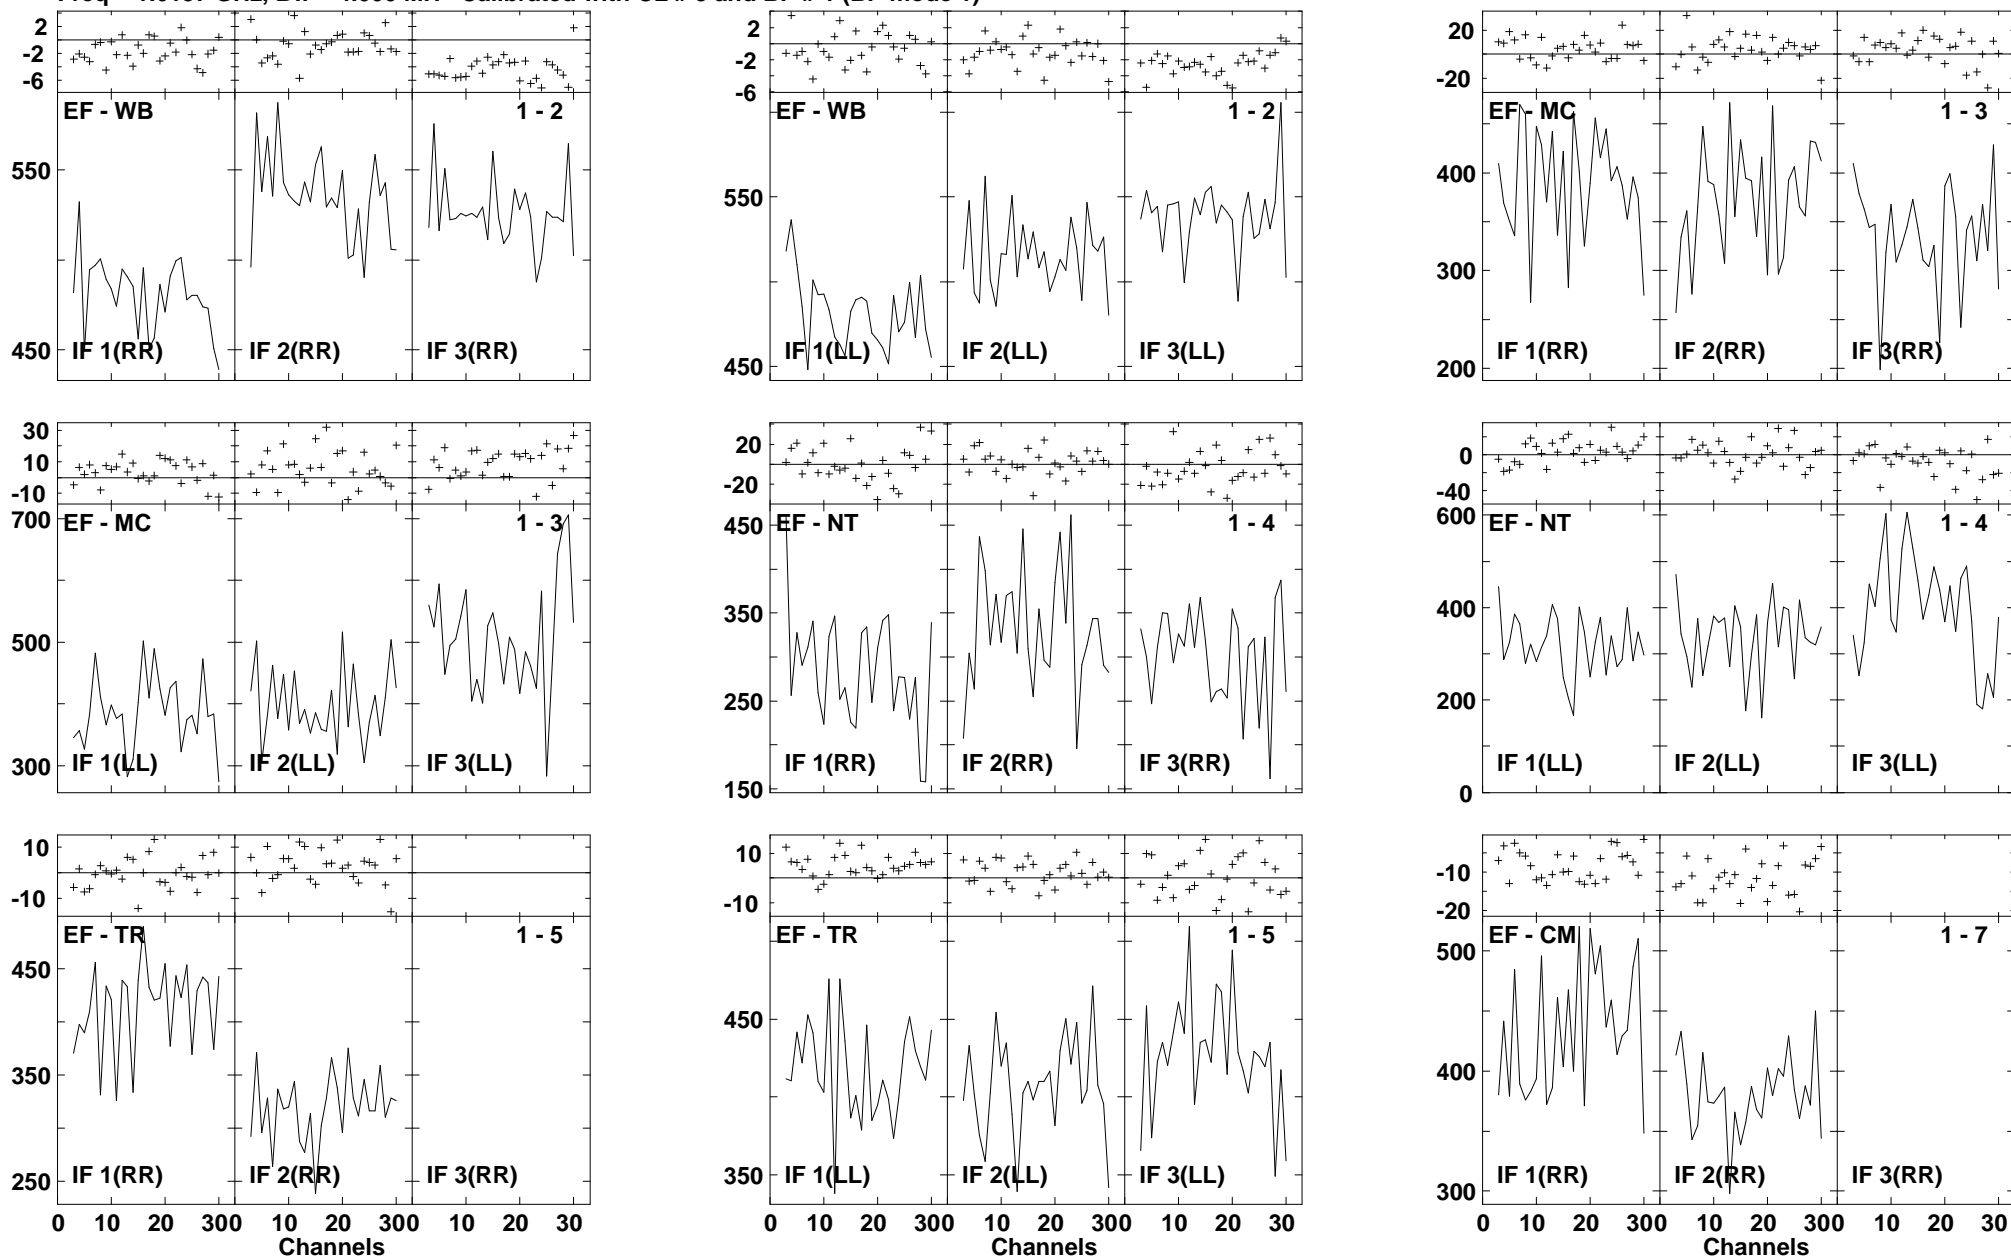 2
-2
-6
EF - WB
1 - 2
550
450
IF 1(RR)
IF 2(RR)
IF 3(RR)
2
-2
-6
EF - WB
1 - 2
550
450
IF 1(LL)
IF 2(LL)
IF 3(LL)
20
0
-20
EF - MC
1 - 3
400
300
200
IF 1(RR)
IF 2(RR)
IF 3(RR)
30
10
-10
700
EF - MC
1 - 3
500
300
IF 1(LL)
IF 2(LL)
IF 3(LL)
20
0
-20
EF - NT
1 - 4
450
350
250
150
IF 1(RR)
IF 2(RR)
IF 3(RR)
0
-40
EF - NT
1 - 4
600
400
200
0
IF 1(LL)
IF 2(LL)
IF 3(LL)
10
-10
EF - TR
1 - 5
450
350
250
IF 1(RR)
IF 2(RR)
IF 3(RR)
0 10 20 300 10 20 300 10 20 30
Channels
10
-10
EF - TR
1 - 5
450
350
IF 1(LL)
IF 2(LL)
IF 3(LL)
0 10 20 300 10 20 300 10 20 30
Channels
-10
-20
EF - CM
1 - 7
500
400
300
IF 1(RR)
IF 2(RR)
IF 3(RR)
0 10 20 300 10 20 300 10 20 30
Channels